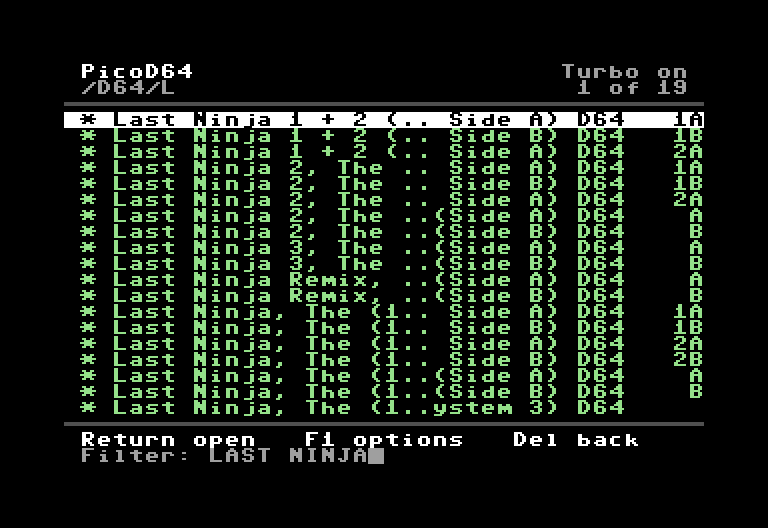 PicoD64 Turbo on
/D64/L 1 of 19
* Last Ninja 1 + 2 (.. Side A) D64 1A
* Last Ninja 1 + 2 (.. Side B) D64 1B
* Last Ninja 1 + 2 (.. Side A) D64 2A
* Last Ninja 2, The .. Side A) D64 1A
* Last Ninja 2, The .. Side B) D64 1B
* Last Ninja 2, The .. Side A) D64 2A
* Last Ninja 2, The ..(Side A) D64 A
* Last Ninja 2, The ..(Side B) D64 B
* Last Ninja 3, The ..(Side A) D64 A
* Last Ninja 3, The ..(Side B) D64 B
* Last Ninja Remix, ..(Side A) D64 A
* Last Ninja Remix, ..(Side B) D64 B
* Last Ninja, The (1.. Side A) D64 1A
* Last Ninja, The (1.. Side B) D64 1B
* Last Ninja, The (1.. Side A) D64 2A
* Last Ninja, The (1.. Side B) D64 2B
* Last Ninja, The (1..(Side A) D64 A
* Last Ninja, The (1..(Side B) D64 B
* Last Ninja, The (1..ystem 3) D64
Return open F1 options Del back
Filter: LAST NINJA